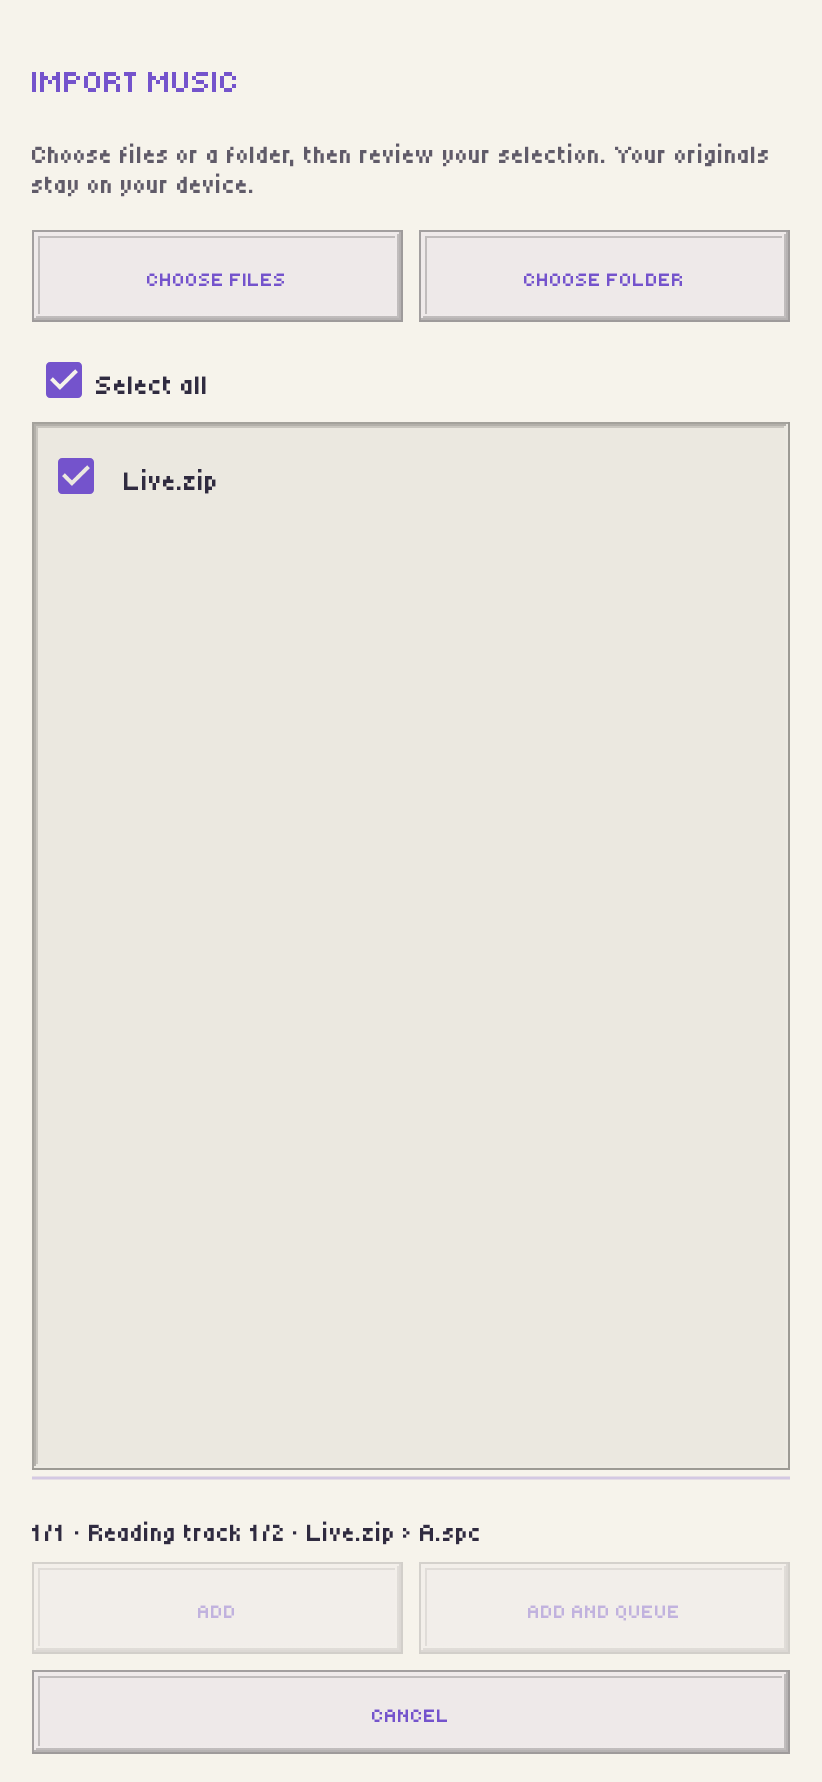 IMPORT MUSIC
Choose files or a folder, then review your selection. Your originals
stay on your device.
CHOOSE FILES
CHOOSE FOLDER
Select all
Live.zip
1/1 · Reading track 1/2 · Live.zip > A.spc
ADD
ADD AND QUEUE
CANCEL